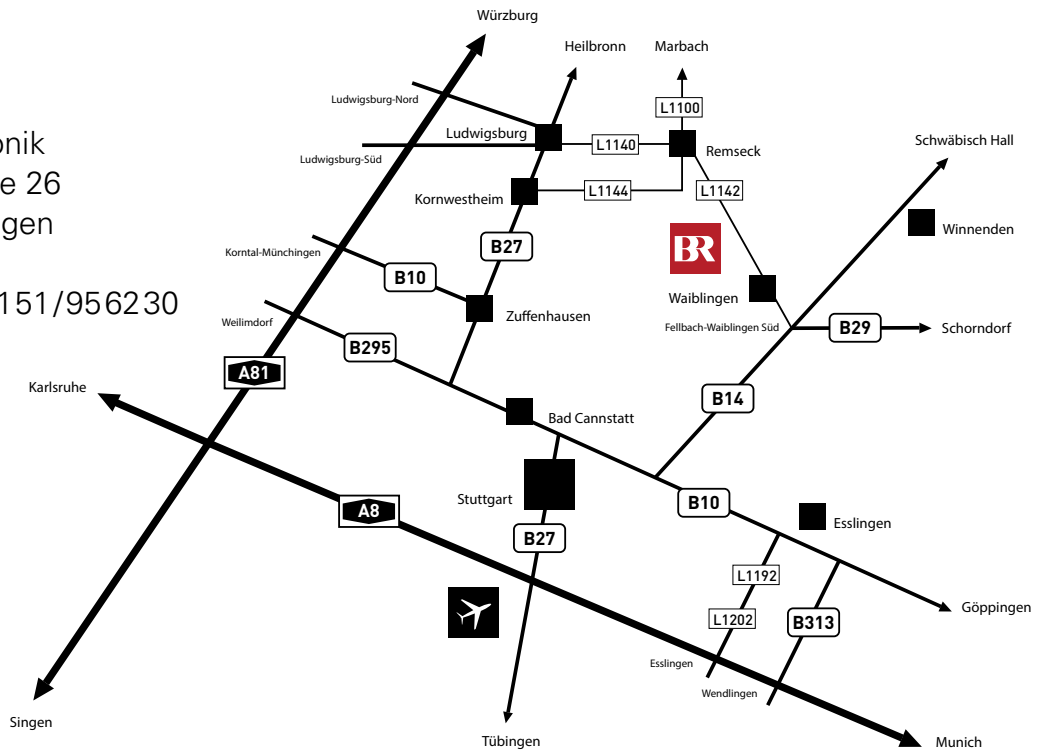 Würzburg
Heilbronn
Marbach
Ludwigsburg-Nord
L1100
onik
Ludwigsburg
L1140
Remseck
Schwäbisch Hall
Ludwigsburg-Süd
e 26
Kornwestheim
L1144
L1142
gen
Winnenden
Korntal-Münchingen
B27
BR
B10
151/956230
Waiblingen
Zuffenhausen
Weilimdorf
Fellbach-Waiblingen Süd
B29
Schorndorf
B295
A81
Karlsruhe
B14
Bad Cannstatt
Stuttgart
B10
A8
Esslingen
B27
L1192
Göppingen
L1202
B313
Esslingen
Wendlingen
Singen
Tübingen
Munich